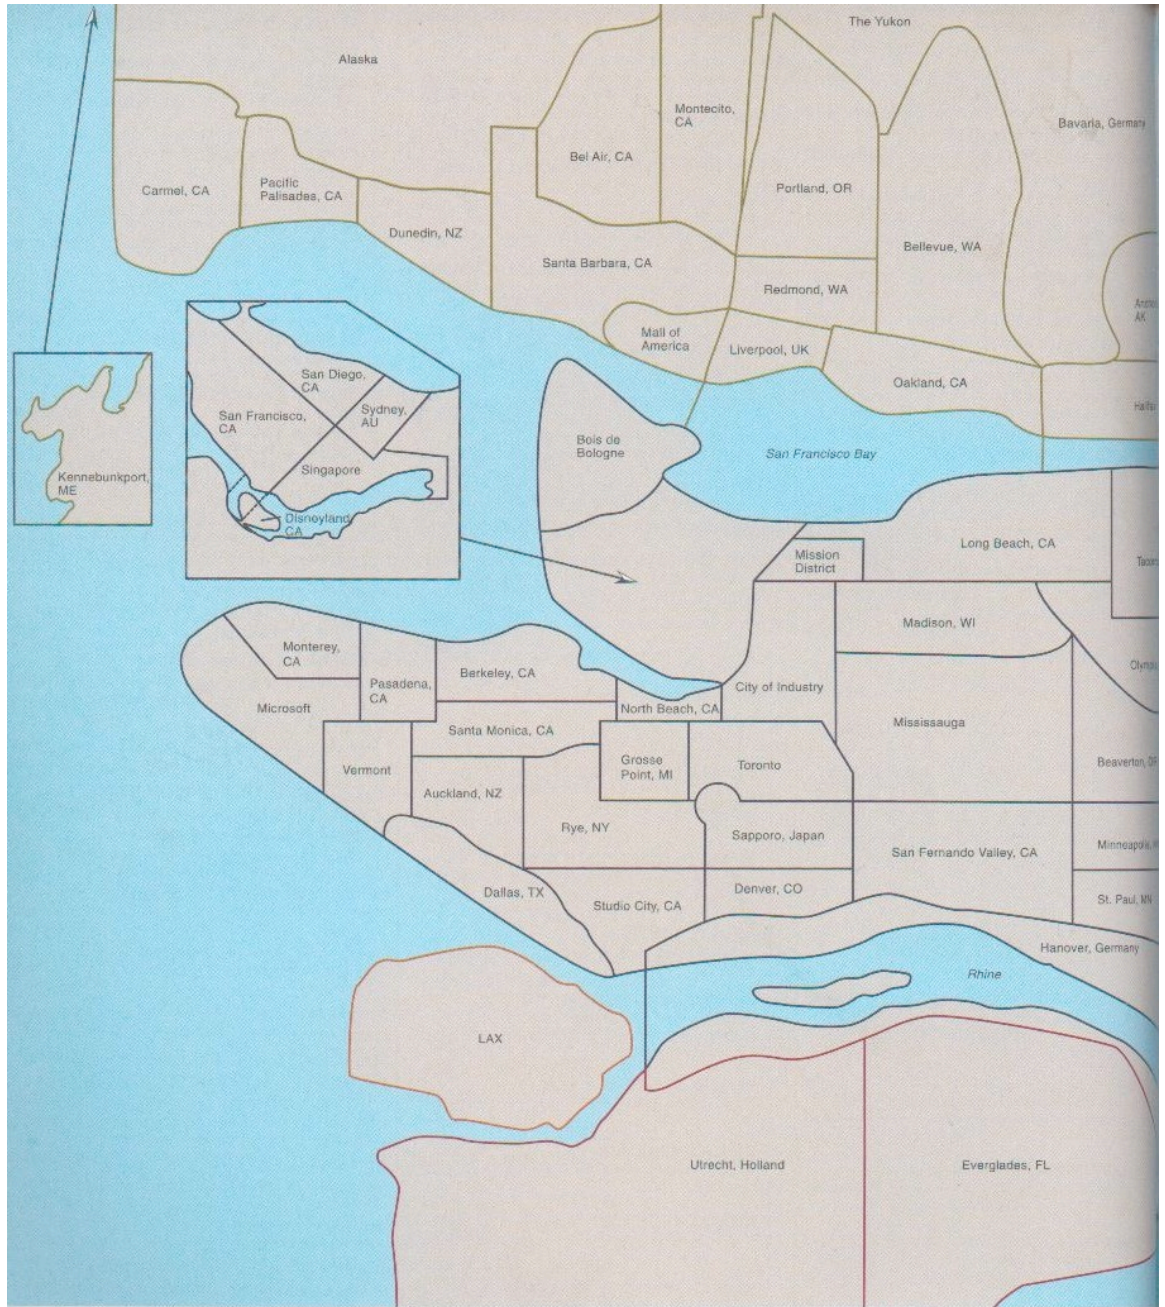 The Yukon
Alaska
Montecito,
CA
Bavaria, Germany
Bel Air, CA
Carmel, CA
Pacific
Palisades, CA
Portland, OR
Dunedin, NZ
Bellevue, WA
Santa Barbara, CA
Redmond, WA
AK
Mall of
America
Liverpool, UK
Oakland, CA
San Diego,
CA
San Francisco,
CA
Sydney,
AU
Singapore
Disneyland,
CA
Kennebunkport,
ME
Bois de
Bologne
San Francisco Bay
Mission
District
Long Beach, CA
Madison, WI
Monterey,
CA
Pasadena,
CA
Berkeley, CA
City of Industry
Microsoft
North Beach, CA
Santa Monica, CA
Mississauga
Vermont
Grosse
Point, MI
Toronto
Beaverton, OR
Auckland, NZ
Rye, NY
Sapporo, Japan
San Fernando Valley, CA
Minneapolis,
Dallas, TX
Studio City, CA
Denver, CO
St. Paul, MN
Hanover, Germany
Rhine
LAX
Utrecht, Holland
Everglades, FL